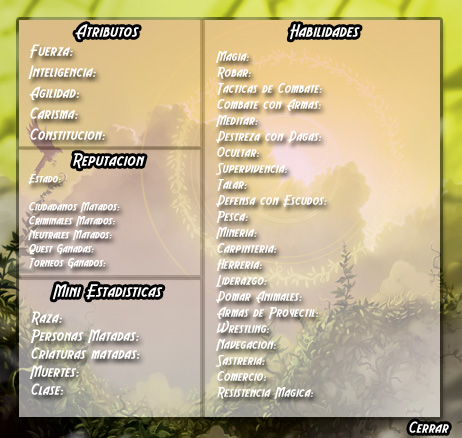 Atributos
Fuerza:
Inteligencia:
Agilidad:
Carisma:
Constitucion:
Reputacion
Estado:
Ciudadanos Matados:
Criminales Matados:
Neutrales Matados:
Quest Ganadas:
Torneos Ganados:
Mini Estadisticas
Raza:
Personas Matadas:
Criaturas matadas:
Muertes:
Clase:
Habilidades
Magia:
Robar:
Tacticas de Combate:
Combate con Armas:
Meditar:
Destreza con Dagas:
Ocultar:
Supervivencia:
Talar:
Defensa con Escudos:
Pesca:
Mineria:
Carpinteria:
Herreria:
Liderazgo:
Domar Animales:
Armas de Proyectil:
Wrestling:
Navegacion:
Sastreria:
Comercio:
Resistencia Magica:
Cerrar